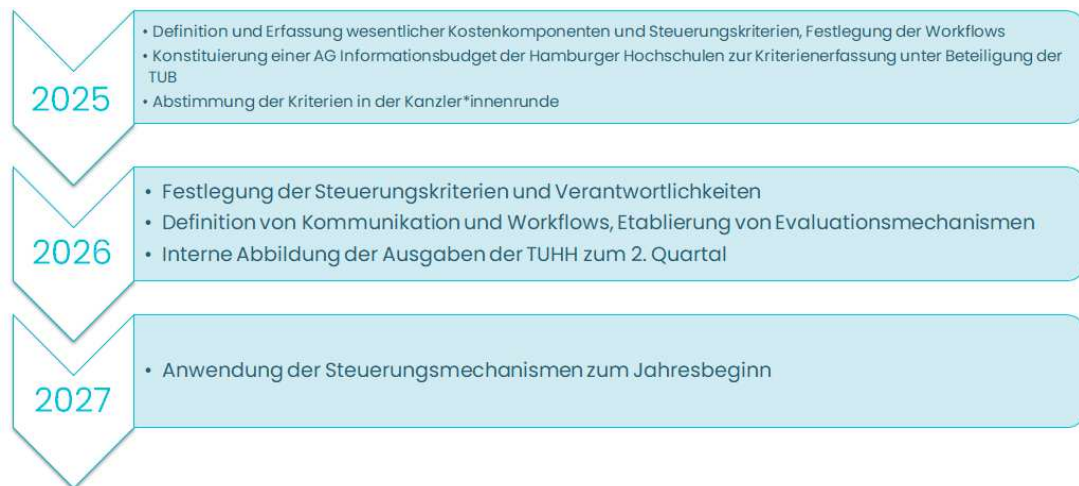 2025
• Definition und Erfassung wesentlicher Kostenkomponenten und Steuerungskriterien, Festlegung der Workflows
• Konstituierung einer AG Informationsbudget der Hamburger Hochschulen zur Kriterienerfassung unter Beteiligung der
TUB
• Abstimmung der Kriterien in der Kanzler*innenrunde
2026
• Festlegung der Steuerungskriterien und Verantwortlichkeiten
• Definition von Kommunikation und Workflows, Etablierung von Evaluationsmechanismen
• Interne Abbildung der Ausgaben der TUHH zum 2. Quartal
2027
• Anwendung der Steuerungsmechanismen zum Jahresbeginn